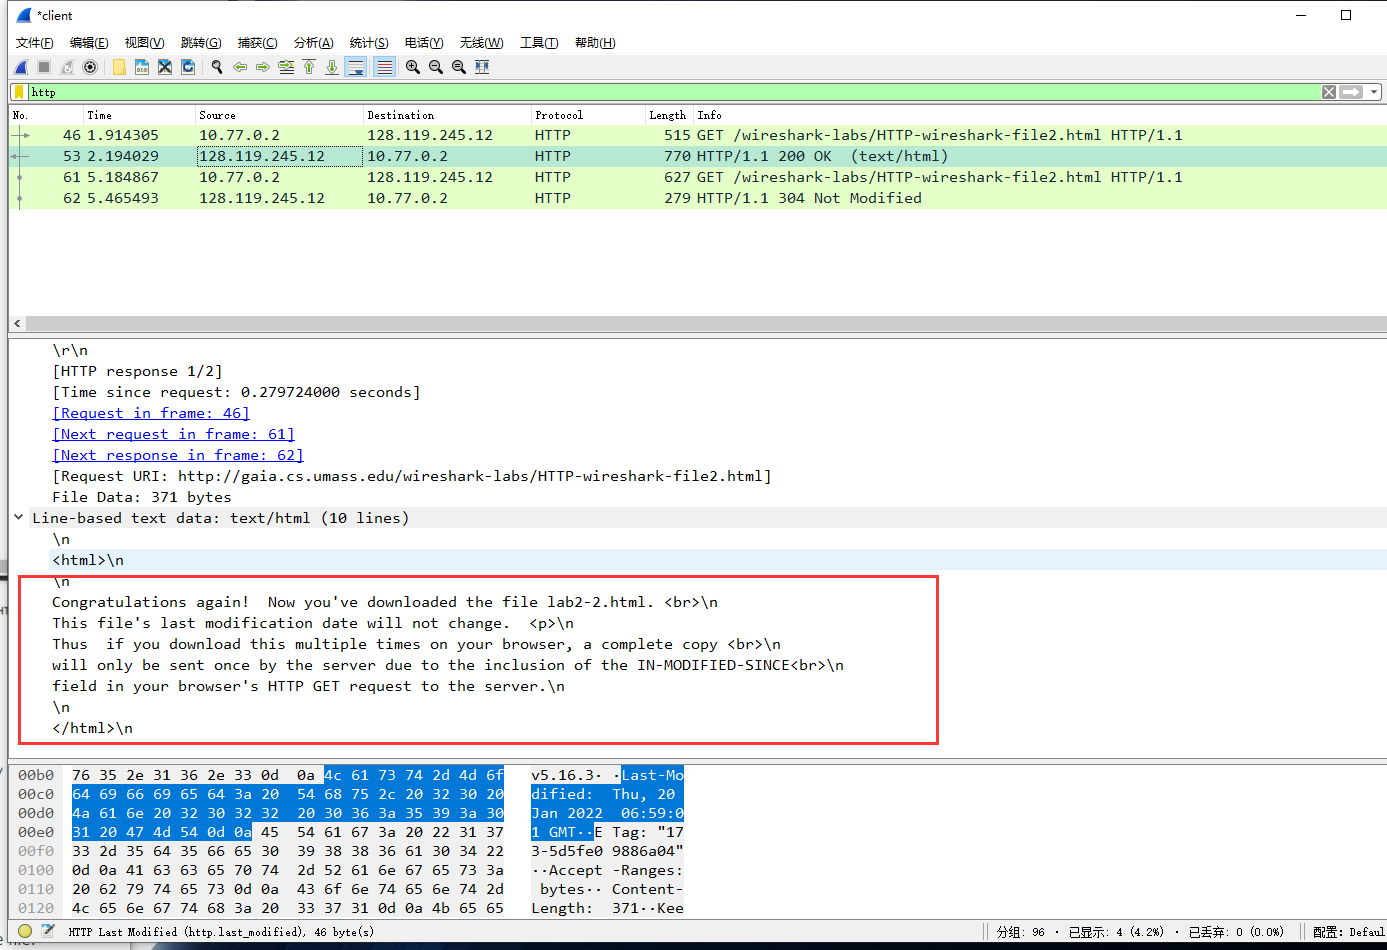 *client
文件(F) 编辑(E) 视图(V) 跳转(G) 捕获(C) 分析(A) 统计(S) 电话(Y) 无线(W) 工具(T) 帮助(H)
http
No. Time Source Destination Protocol Length Info
46 1.914305 10.77.0.2 128.119.245.12 HTTP 515 GET /wireshark-labs/HTTP-wireshark-file2.html HTTP/1.1
53 2.194029 128.119.245.12 10.77.0.2 HTTP 770 HTTP/1.1 200 OK  (text/html)
61 5.184867 10.77.0.2 128.119.245.12 HTTP 627 GET /wireshark-labs/HTTP-wireshark-file2.html HTTP/1.1
62 5.465493 128.119.245.12 10.77.0.2 HTTP 279 HTTP/1.1 304 Not Modified
\r\n
[HTTP response 1/2]
[Time since request: 0.279724000 seconds]
[Request in frame: 46]
[Next request in frame: 61]
[Next response in frame: 62]
[Request URI: http://gaia.cs.umass.edu/wireshark-labs/HTTP-wireshark-file2.html]
File Data: 371 bytes
Line-based text data: text/html (10 lines)
\n
<html>\n
\n
Congratulations again!  Now you've downloaded the file lab2-2.html. <br>\n
This file's last modification date will not change.  <p>\n
Thus  if you download this multiple times on your browser, a complete copy <br>\n
will only be sent once by the server due to the inclusion of the IN-MODIFIED-SINCE<br>\n
field in your browser's HTTP GET request to the server.\n
\n
</html>\n
00b0 76 35 2e 31 36 2e 33 0d 0a 4c 61 73 74 2d 4d 6f v5.16.3· ·Last-Mo
00c0 64 69 66 69 65 64 3a 20 54 68 75 2c 20 32 30 20 dified: Thu, 20
00d0 4a 61 6e 20 32 30 32 32 20 30 36 3a 35 39 3a 30 Jan 2022 06:59:0
00e0 31 20 47 4d 54 0d 0a 45 54 61 67 3a 20 22 31 37 1 GMT··E Tag: "17
00f0 33 2d 35 64 35 66 65 30 39 38 38 36 61 30 34 22 3-5d5fe0 9886a04"
0100 0d 0a 41 63 63 65 70 74 2d 52 61 6e 67 65 73 3a ··Accept -Ranges:
0110 20 62 79 74 65 73 0d 0a 43 6f 6e 74 65 6e 74 2d bytes·· Content-
0120 4c 65 6e 67 74 68 3a 20 33 37 31 0d 0a 4b 65 65 Length: 371··Kee
HTTP Last Modified (http.last_modified), 46 byte(s) 分组: 96 · 已显示: 4 (4.2%) · 已丢弃: 0 (0.0%) 配置: Defaul